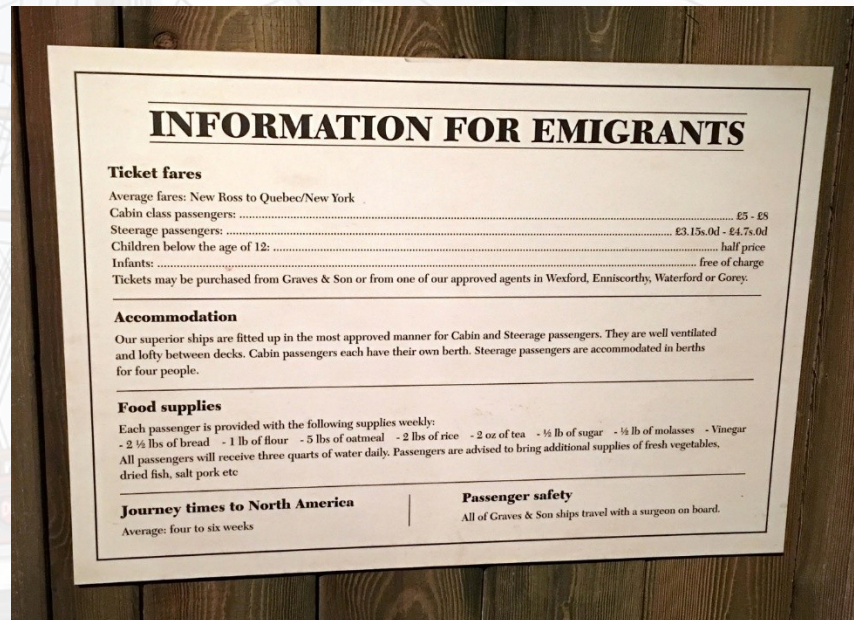 INFORMATION FOR EMIGRANTS
Ticket fares
Average fares: New Ross to Quebec/New York
Cabin class passengers: ........ £5 - £8
Steerage passengers: ........ £3.15s.0d - £4.7s.0d
Children below the age of 12: ........ half price
Infants: ........ free of charge
Tickets may be purchased from Graves & Son or from one of our approved agents in Wexford, Enniscorthy, Waterford or Gorey.
Accommodation
Our superior ships are fitted up in the most approved manner for Cabin and Steerage passengers. They are well ventilated
and lofty between decks. Cabin passengers each have their own berth. Steerage passengers are accommodated in berths
for four people.
Food supplies
Each passenger is provided with the following supplies weekly:
- 2 ½ lbs of bread - 1 lb of flour - 5 lbs of oatmeal - 2 lbs of rice - 2 oz of tea - ½ lb of sugar - ½ lb of molasses - Vinegar
All passengers will receive three quarts of water daily. Passengers are advised to bring additional supplies of fresh vegetables,
dried fish, salt pork etc
Journey times to North America
Average: four to six weeks
Passenger safety
All of Graves & Son ships travel with a surgeon on board.